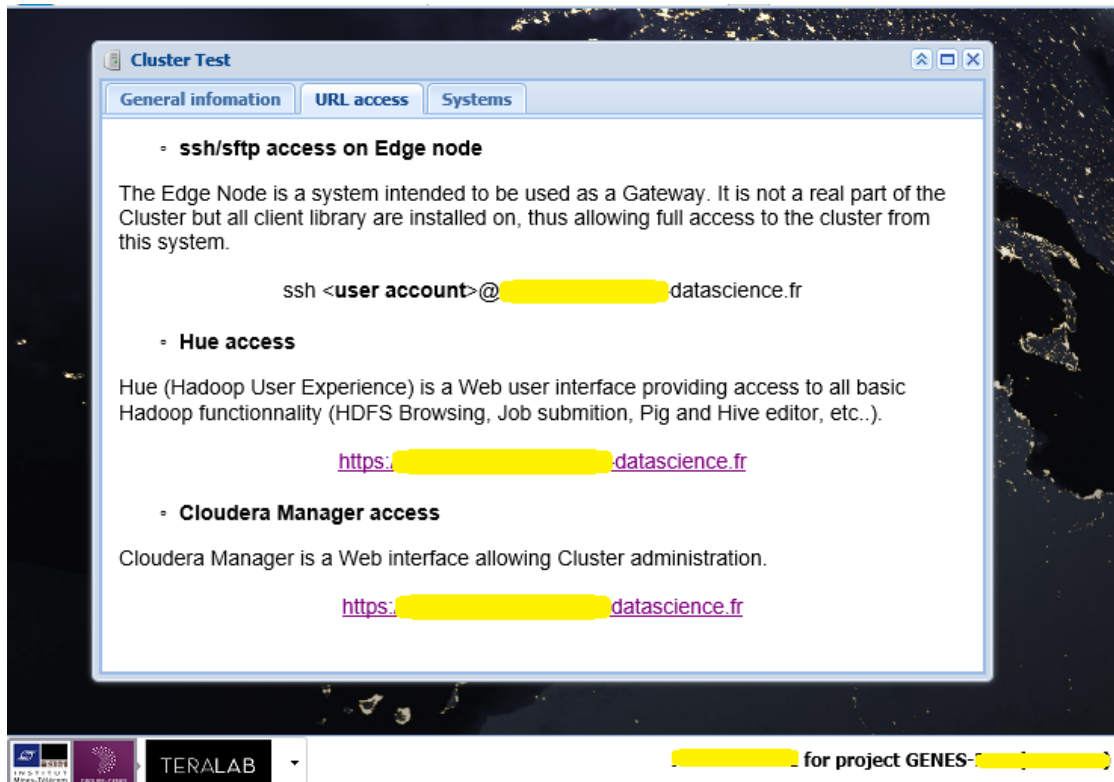 Cluster Test
General infomation URL access Systems
◦ ssh/sftp access on Edge node
The Edge Node is a system intended to be used as a Gateway. It is not a real part of the
Cluster but all client library are installed on, thus allowing full access to the cluster from
this system.
ssh <user account>@ -datascience.fr
◦ Hue access
Hue (Hadoop User Experience) is a Web user interface providing access to all basic
Hadoop functionnality (HDFS Browsing, Job submition, Pig and Hive editor, etc..).
https: -datascience.fr
◦ Cloudera Manager access
Cloudera Manager is a Web interface allowing Cluster administration.
https: datascience.fr
INSTITUT
Mines-Télécom
TERALAB
for project GENES-